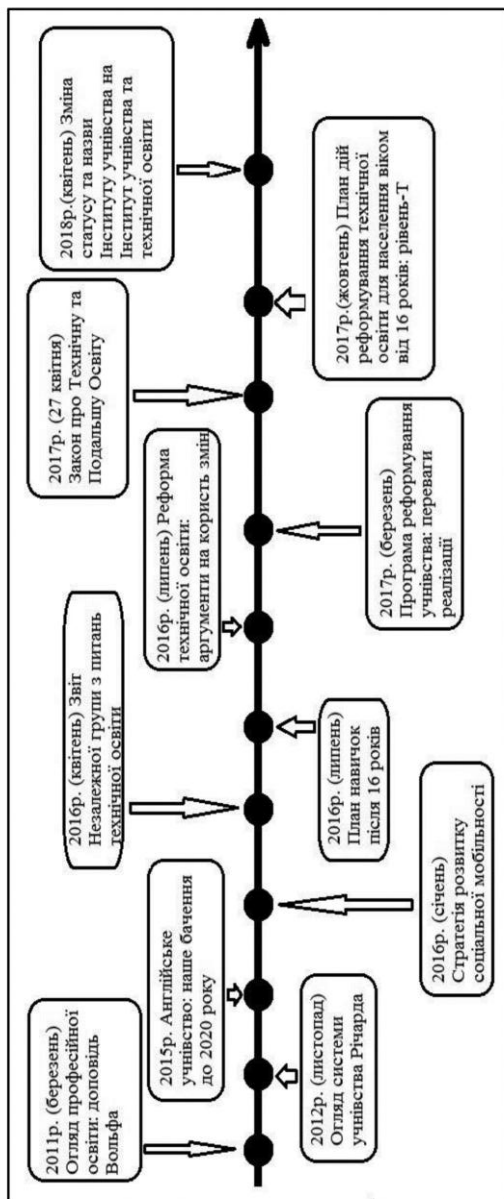 2011р. (березень)
Огляд професійної
освіти: доповідь
Вольфа
2012р. (листопад)
Огляд системи
учнівства Річарда
2015р. Англійське
учнівство: наше бачення
до 2020 року
2016р. (січень)
Стратегія розвитку
соціальної мобільності
2016р. (квітень) Звіт
Незалежної групи з питань
технічної освіти
2016р. (липень)
План навичок
після 16 років
2016р. (липень) Реформа
технічної освіти:
аргументи на користь змін
2017р. (березень)
Програма реформування
учнівства: переваги
реалізації
2017р. (27 квітня)
Закон про Технічну та
Подальшу Освіту
2017р.(жовтень) План дій
реформування технічної
освіти для населення віком
від 16 років: рівень-Т
2018р.(квітень) Зміна
статусу та назви
Інституту учнівства на
Інститут учнівства та
технічної освіти